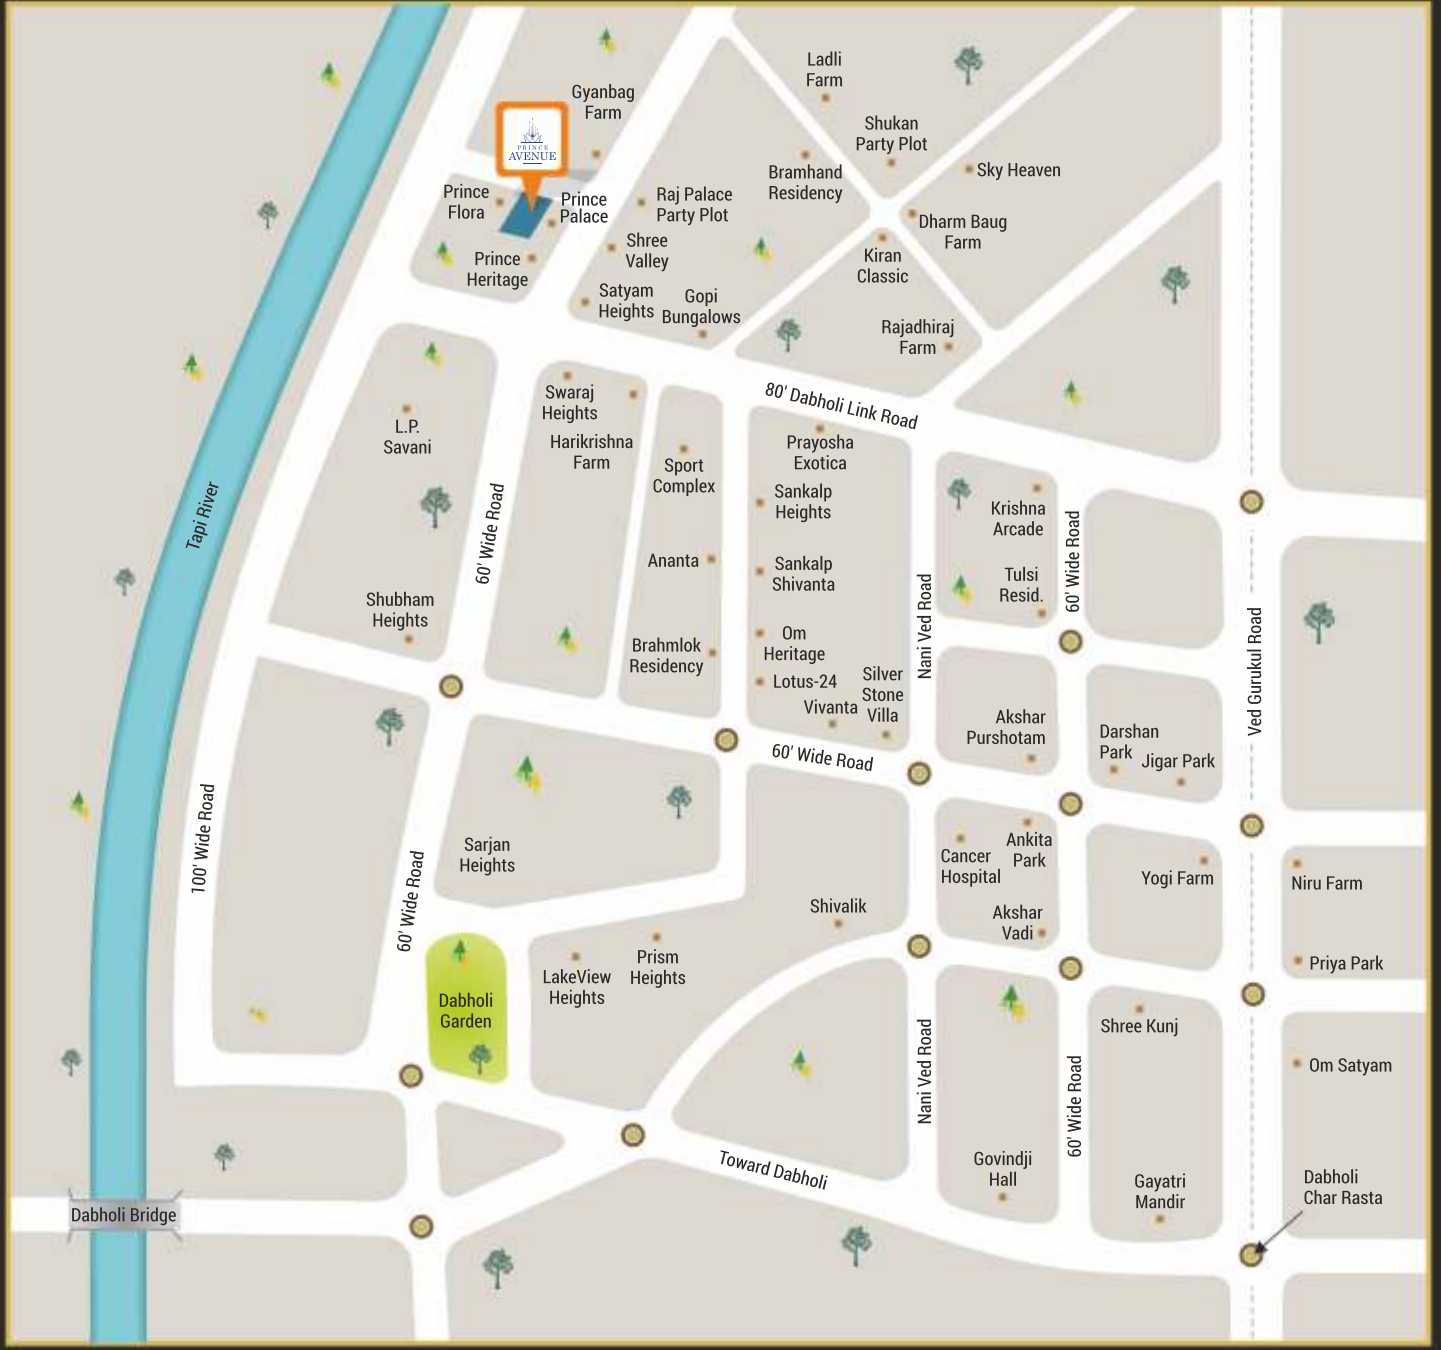 Ladli
Farm
Gyanbag
Farm
Shukan
Party Plot
PRINCE
AVENUE
Bramhand
Residency
Sky Heaven
Prince
Flora
Prince
Palace
Raj Palace
Party Plot
Dharm Baug
Farm
Shree
Valley
Kiran
Classic
Prince
Heritage
Satyam
Heights
Gopi
Bungalows
Rajadhiraj
Farm
80' Dabholi Link Road
Swaraj
Heights
L.P.
Savani
Harikrishna
Farm
Prayosha
Exotica
Sport
Complex
Sankalp
Heights
Krishna
Arcade
Tapi River
60' Wide Road
60' Wide Road
Ananta
Sankalp
Shivanta
Tulsi
Resid.
Nani Ved Road
Shubham
Heights
Om
Heritage
Brahmlok
Residency
Ved Gurukul Road
Lotus-24
Silver
Stone
Villa
Vivanta
Akshar
Purshotam
Darshan
Park
Jigar Park
60' Wide Road
100' Wide Road
Sarjan
Heights
Cancer
Hospital
Ankita
Park
Yogi Farm
Niru Farm
60' Wide Road
Shivalik
Akshar
Vadi
Prism
Heights
LakeView
Heights
Priya Park
Dabholi
Garden
Shree Kunj
Nani Ved Road
Om Satyam
60' Wide Road
Toward Dabholi
Govindji
Hall
Gayatri
Mandir
Dabholi
Char Rasta
Dabholi Bridge